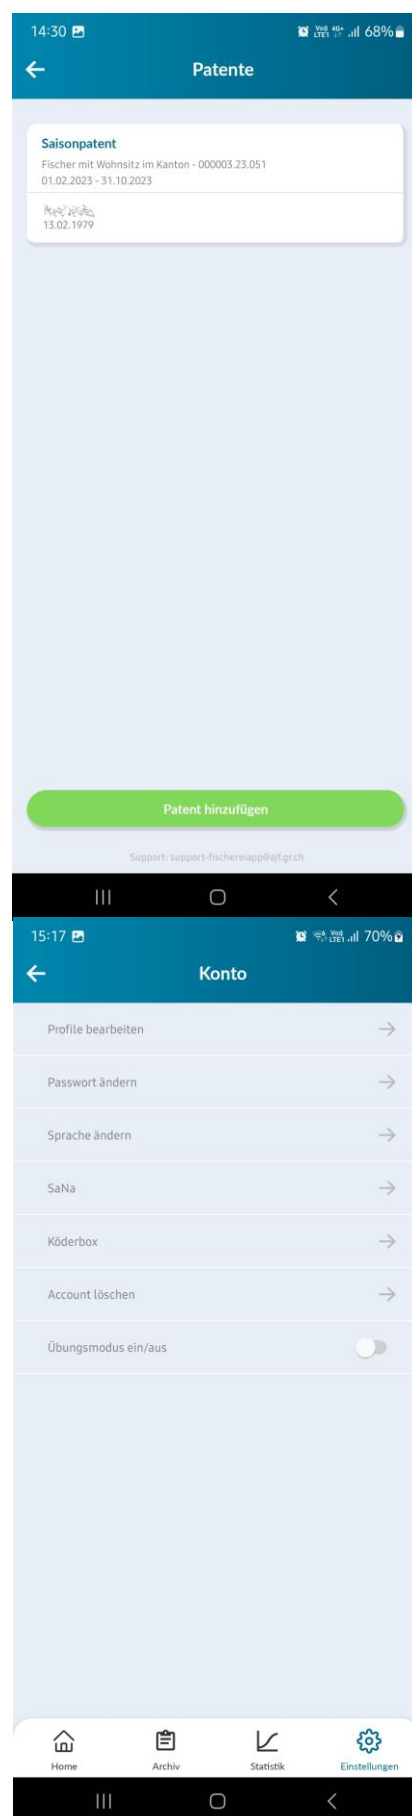 14:30 68%
Patente
Saisonpatent
Fischer mit Wohnsitz im Kanton - 000003.23.051
01.02.2023 - 31.10.2023
13.02.1979
Patent hinzufügen
Support: support-fischereiapp@ajf.gr.ch
15:17 70%
Konto
Profile bearbeiten
Passwort ändern
Sprache ändern
SaNa
Köderbox
Account löschen
Übungsmodus ein/aus
Home Archiv Statistik Einstellungen